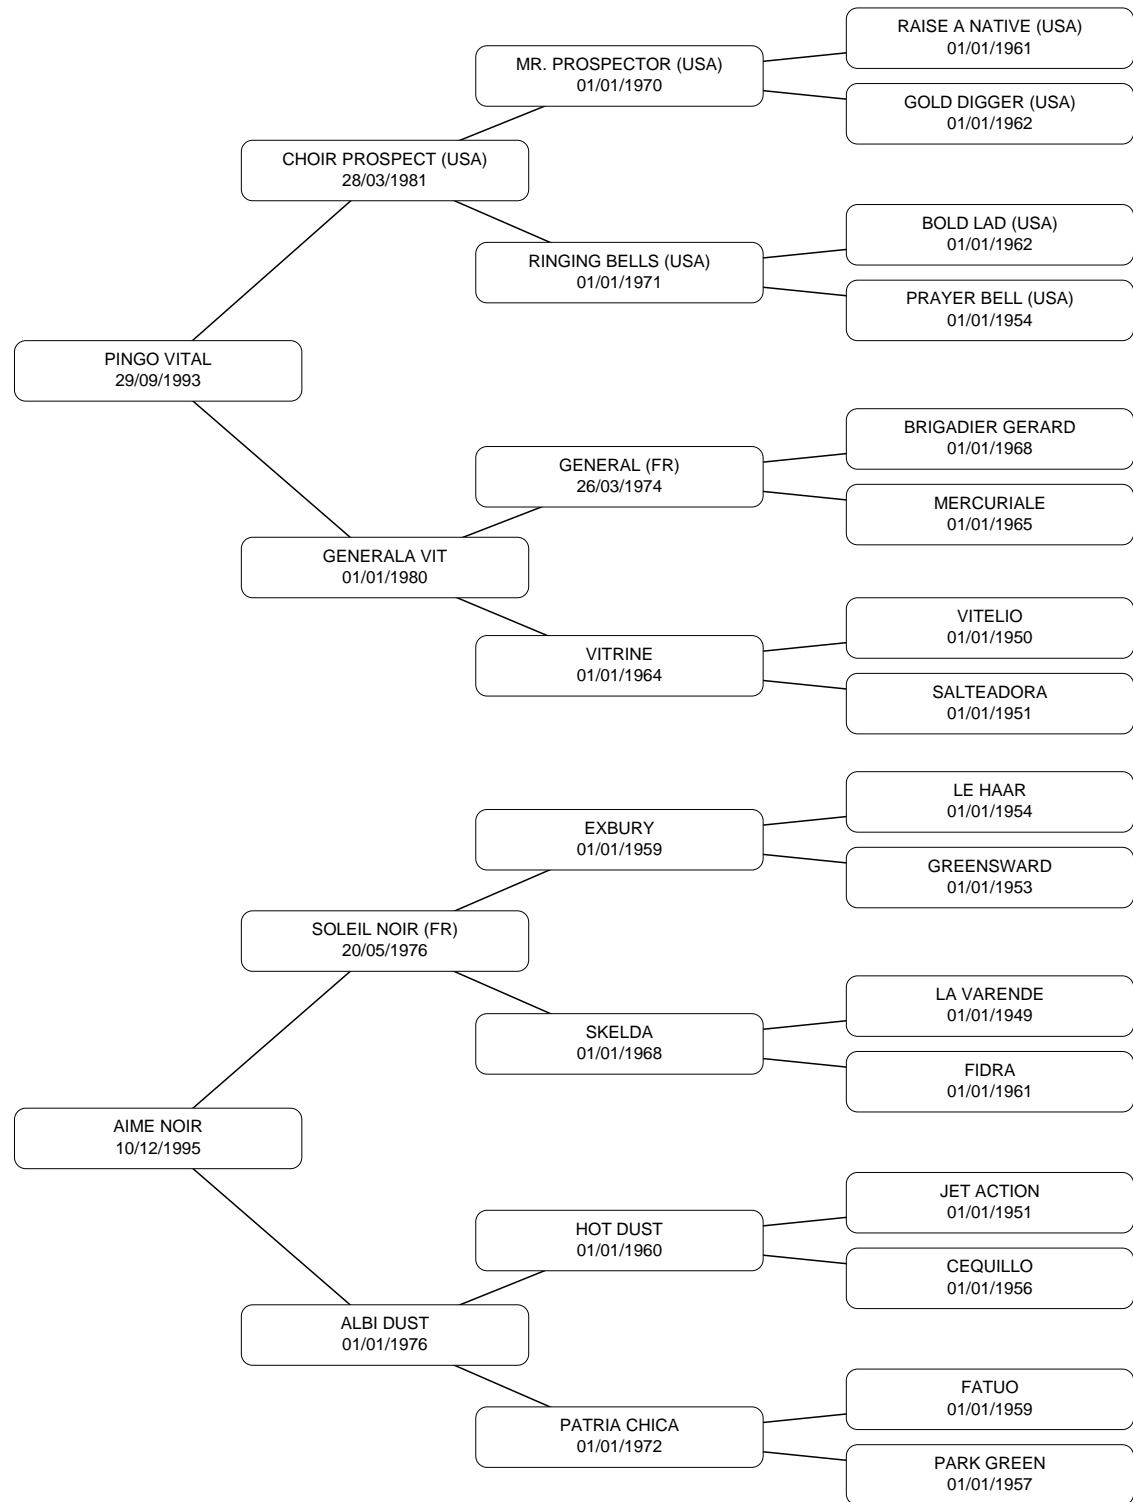 RAISE A NATIVE (USA)
01/01/1961
MR. PROSPECTOR (USA)
01/01/1970
GOLD DIGGER (USA)
01/01/1962
CHOIR PROSPECT (USA)
28/03/1981
BOLD LAD (USA)
01/01/1962
RINGING BELLS (USA)
01/01/1971
PRAYER BELL (USA)
01/01/1954
PINGO VITAL
29/09/1993
BRIGADIER GERARD
01/01/1968
GENERAL (FR)
26/03/1974
MERCURIALE
01/01/1965
GENERALA VIT
01/01/1980
VITELIO
01/01/1950
VITRINE
01/01/1964
SALTEADORA
01/01/1951
LE HAAR
01/01/1954
EXBURY
01/01/1959
GREENSWARD
01/01/1953
SOLEIL NOIR (FR)
20/05/1976
LA VARENDE
01/01/1949
SKELDA
01/01/1968
FIDRA
01/01/1961
AIME NOIR
10/12/1995
JET ACTION
01/01/1951
HOT DUST
01/01/1960
CEQUILLO
01/01/1956
ALBI DUST
01/01/1976
FATUO
01/01/1959
PATRIA CHICA
01/01/1972
PARK GREEN
01/01/1957